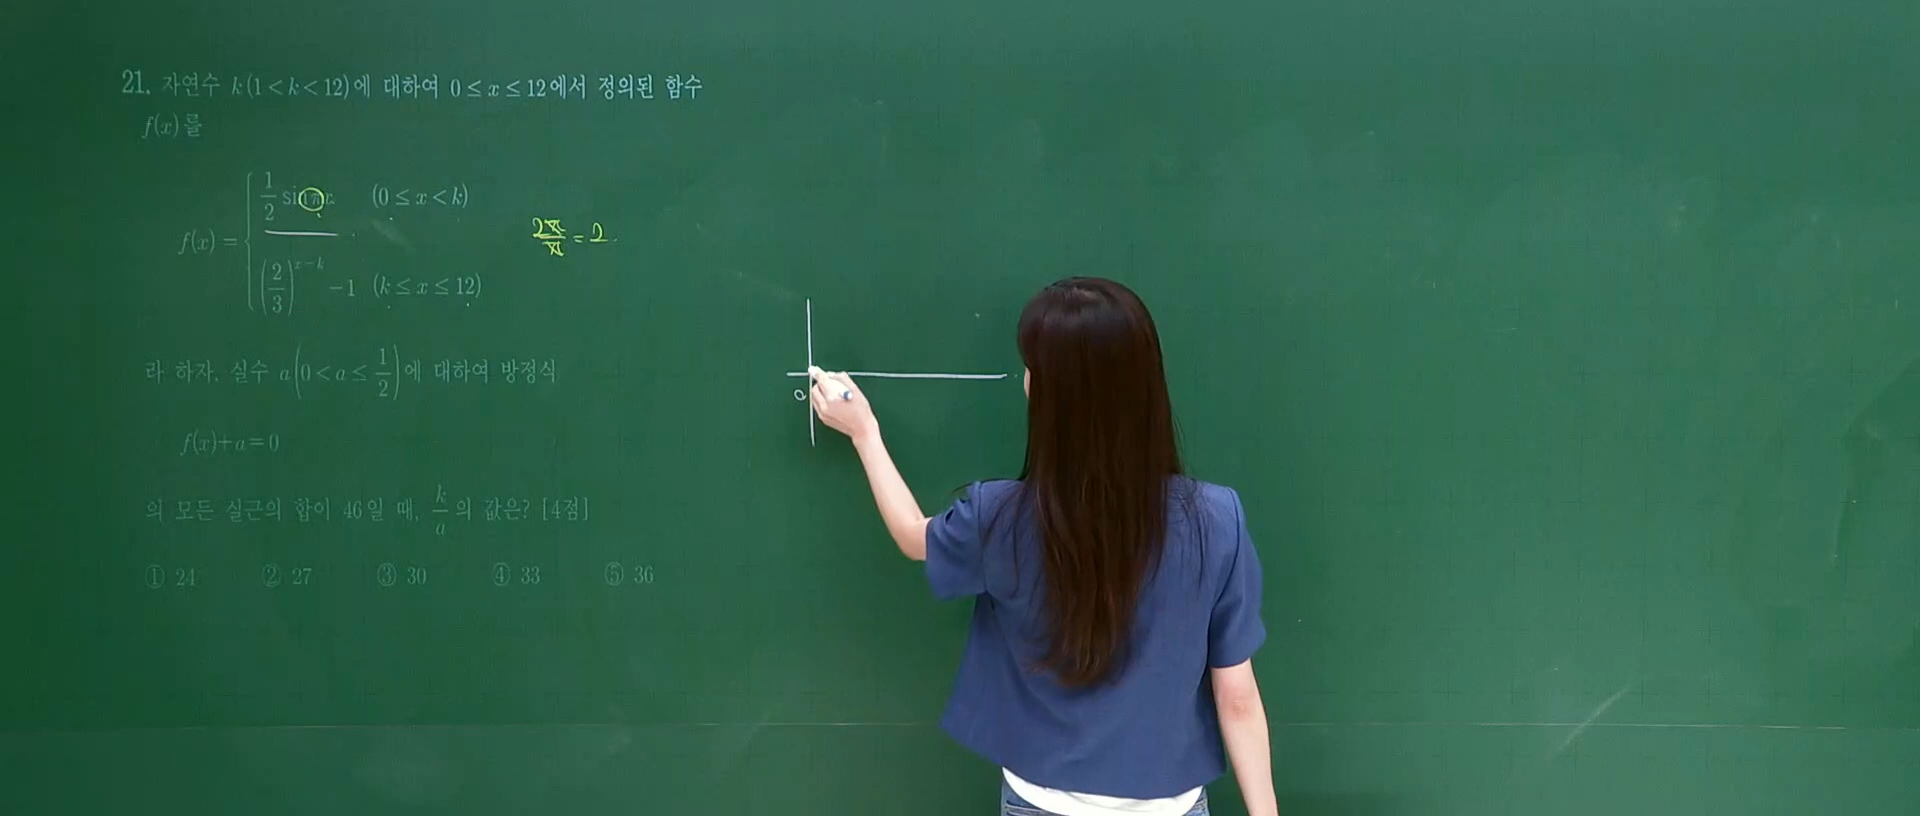 21. 자연수 k(1<k<12)에 대하여 0≤x≤12에서 정의된 함수
f(x)를
f(x) = { 1/2 sin πx (0≤x<k)
(2/3)^(x-k) -1 (k≤x≤12)
2π/π = 2
라 하자. 실수 a(0<a≤1/2)에 대하여 방정식
f(x)+a=0
의 모든 실근의 합이 46일 때, k/a의 값은? [4점]
① 24 ② 27 ③ 30 ④ 33 ⑤ 36
0